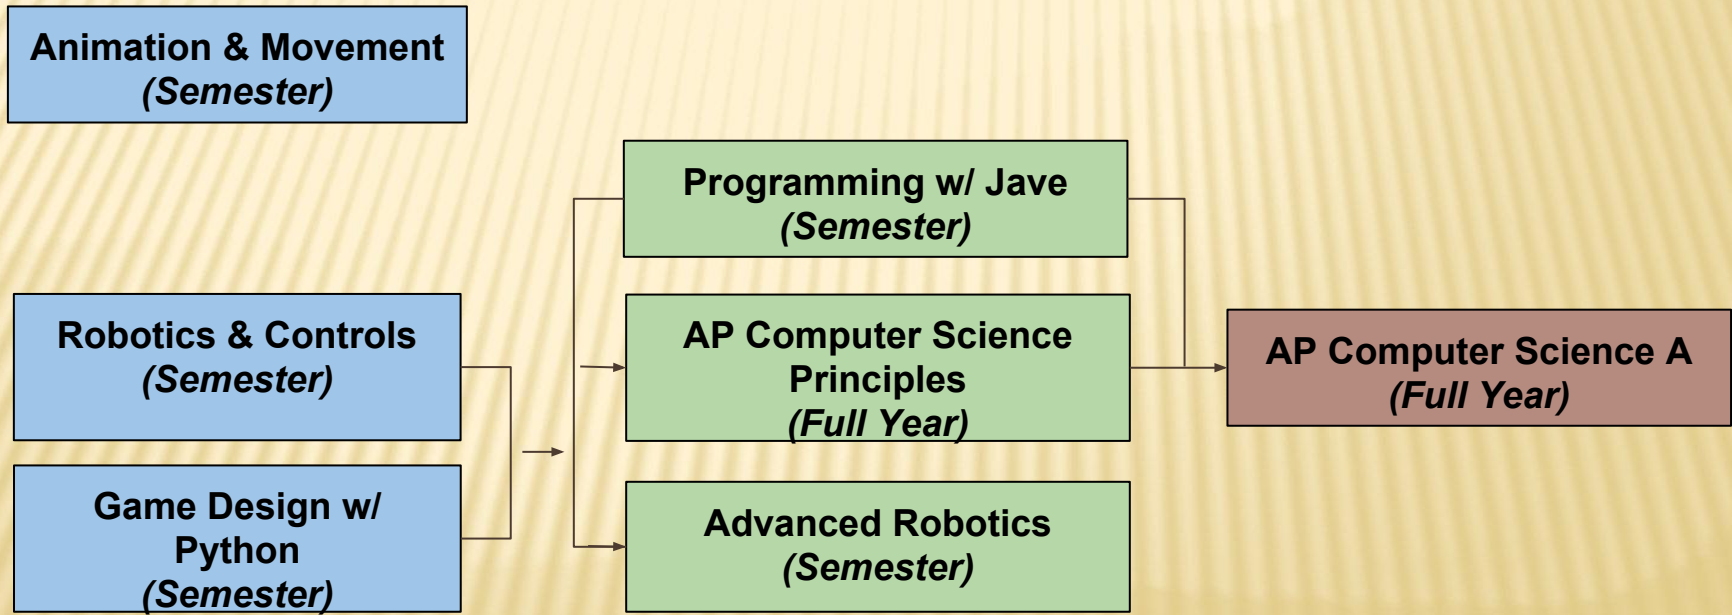 Animation & Movement
(Semester)
Robotics & Controls
(Semester)
Game Design w/
Python
(Semester)
Programming w/ Jave
(Semester)
AP Computer Science
Principles
(Full Year)
Advanced Robotics
(Semester)
AP Computer Science A
(Full Year)